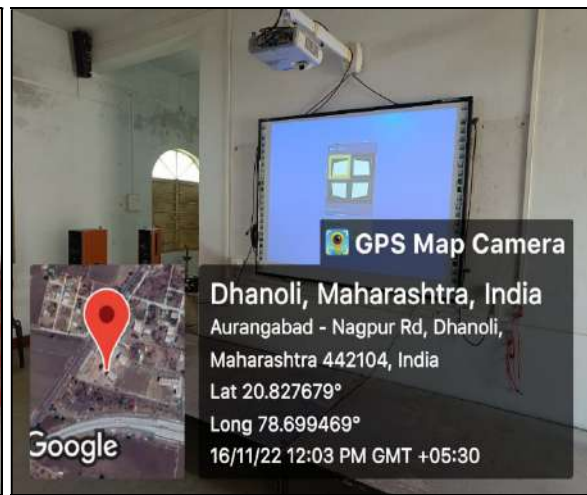 GPS Map Camera
Dhanoli, Maharashtra, India
Aurangabad - Nagpur Rd, Dhanoli,
Maharashtra 442104, India
Lat 20.827679°
Long 78.699469°
16/11/22 12:03 PM GMT +05:30
Google